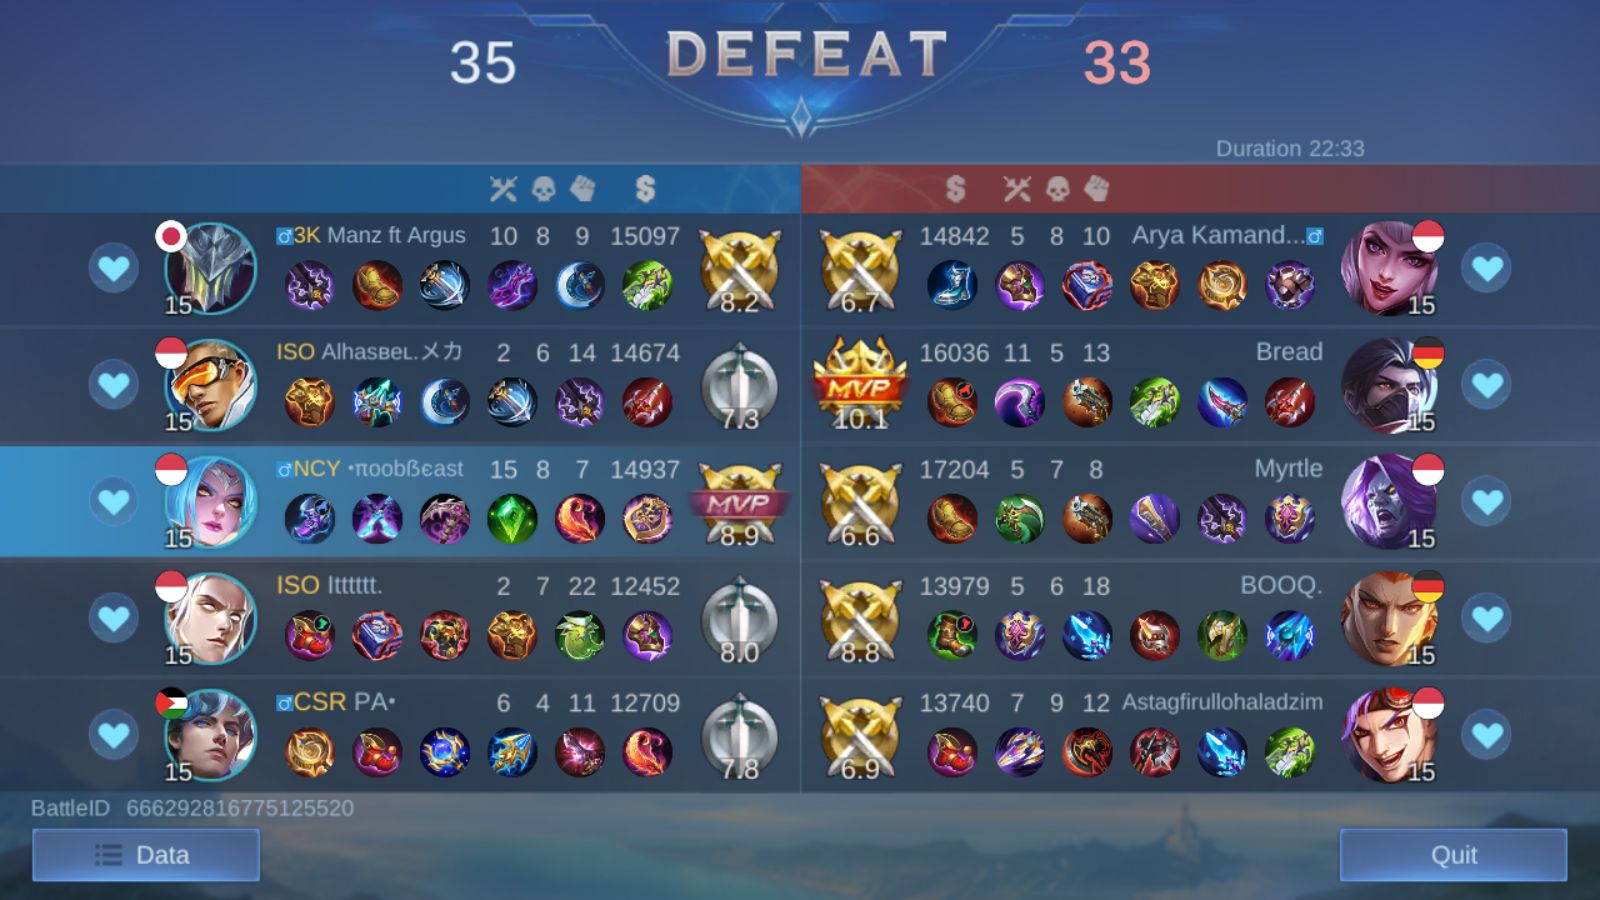 35 DEFEAT 33
Duration 22:33
3K Manz ft Argus 10 8 9 15097
15 8.2
14842 5 8 10 Arya Kamand...
6.7 15
ISO Alhasʙᴇʟ.メカ 2 6 14 14674
15 7.3
16036 11 5 13 Bread
MVP 10.1 15
NCY •πoobßєast 15 8 7 14937
15 MVP 8.9
17204 5 7 8 Myrtle
6.6 15
ISO Itttttt. 2 7 22 12452
15 8.0
13979 5 6 18 BOOQ.
8.8 15
CSR PA• 6 4 11 12709
15 7.8
13740 7 9 12 Astagfirullohaladzim
6.9 15
BattleID 666292816775125520
Data
Quit